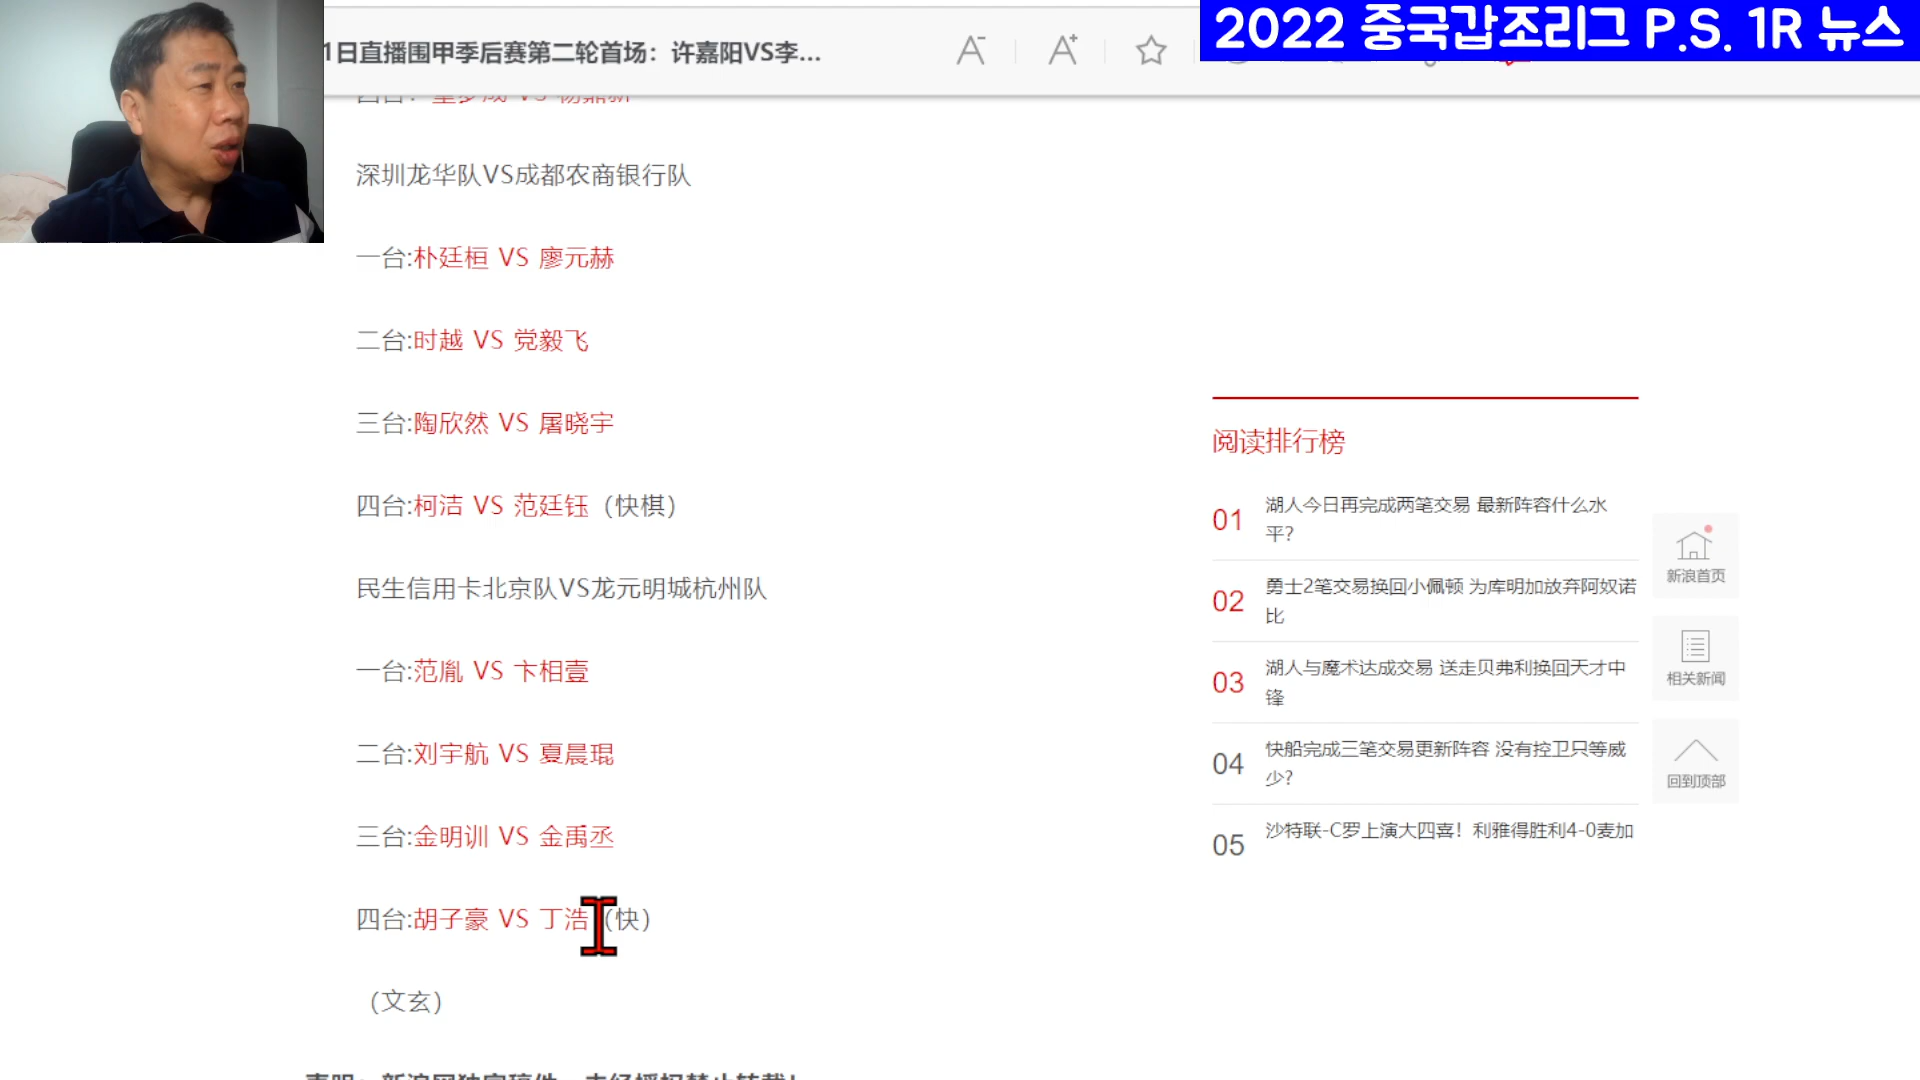 1日直播围甲季后赛第二轮首场：许嘉阳VS李...
2022 중국갑조리그 P.S. 1R 뉴스
深圳龙华队VS成都农商银行队
一台:朴廷桓 VS 廖元赫
二台:时越 VS 党毅飞
三台:陶欣然 VS 屠晓宇
四台:柯洁 VS 范廷钰（快棋）
民生信用卡北京队VS龙元明城杭州队
一台:范胤 VS 卞相壹
二台:刘宇航 VS 夏晨琨
三台:金明训 VS 金禹丞
四台:胡子豪 VS 丁浩（快）
（文玄）
阅读排行榜
01 湖人今日再完成两笔交易 最新阵容什么水
平？
02 勇士2笔交易换回小佩顿 为库明加放弃阿奴诺
比
03 湖人与魔术达成交易 送走贝弗利换回天才中
锋
04 快船完成三笔交易更新阵容 没有控卫只等威
少？
05 沙特联-C罗上演大四喜！利雅得胜利4-0麦加
新浪首页
相关新闻
回到顶部